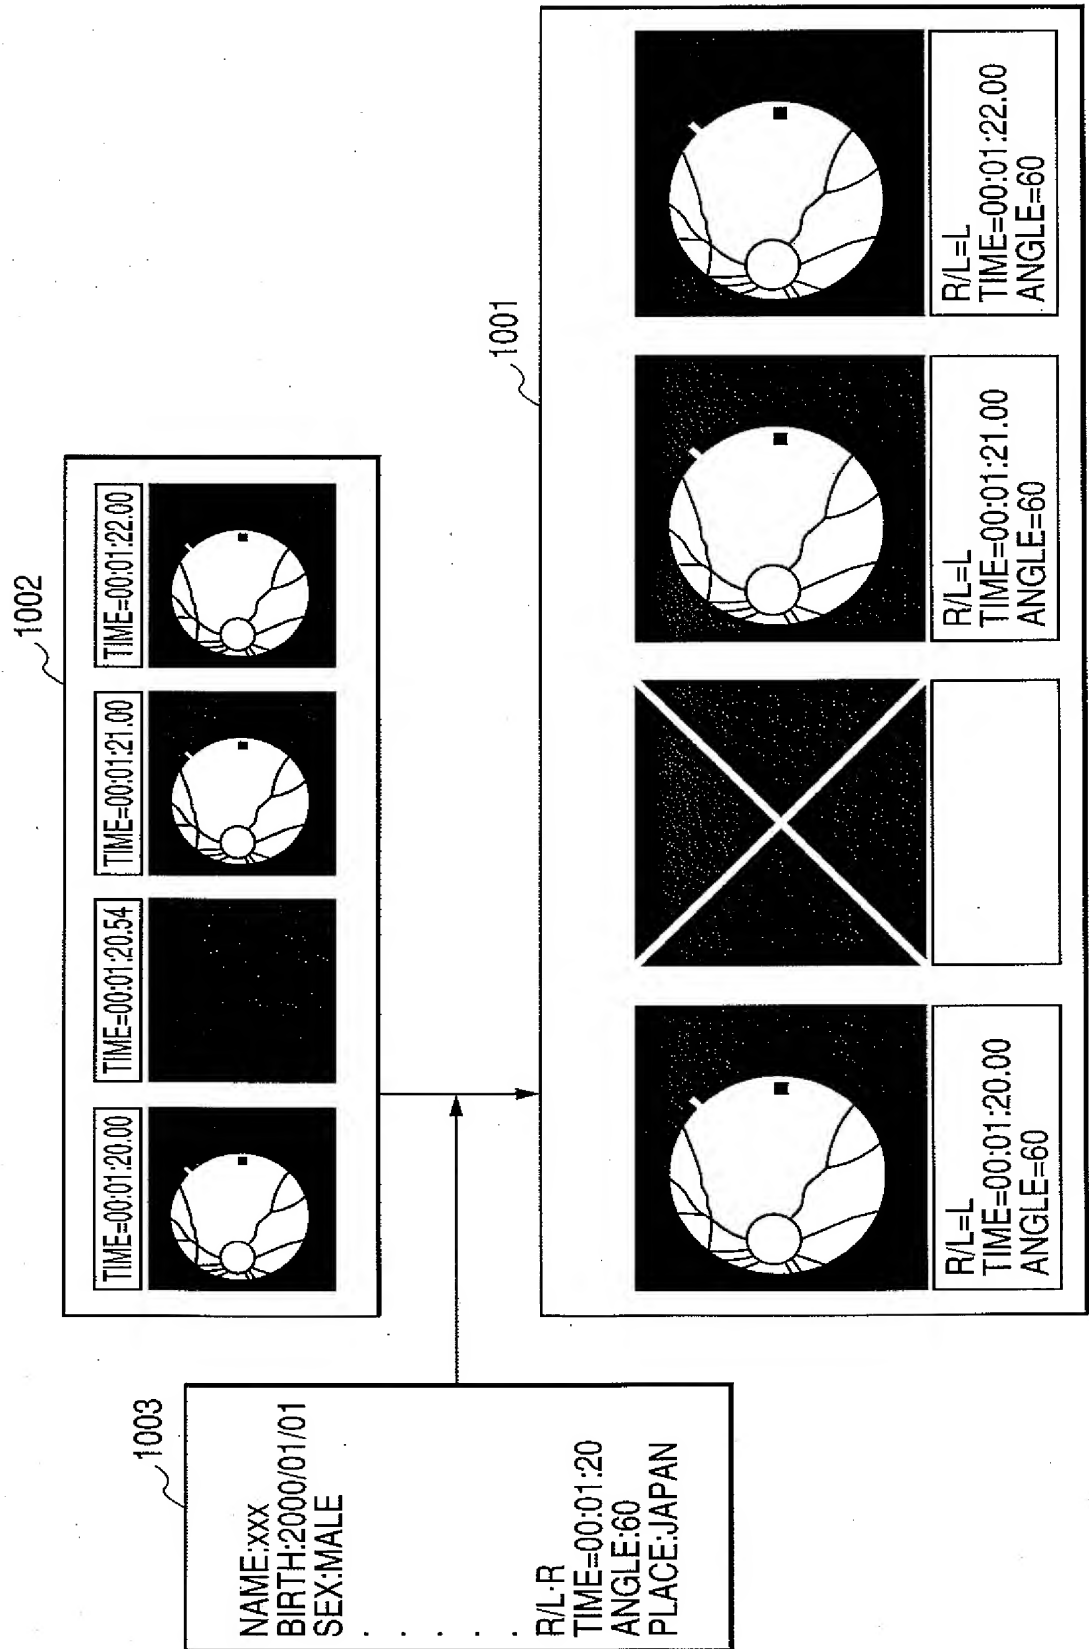 1002
TIME=00:01:20.00
TIME=00:01:20.54
TIME=00:01:21.00
TIME=00:01:22.00
1003
NAME:xxx
BIRTH:2000/01/01
SEX:MALE
. . . . .
R/L·R
TIME=00:01:20
ANGLE:60
PLACE:JAPAN
1001
R/L=L
TIME=00:01:20.00
ANGLE=60
R/L=L
TIME=00:01:21.00
ANGLE=60
R/L=L
TIME=00:01:22.00
ANGLE=60